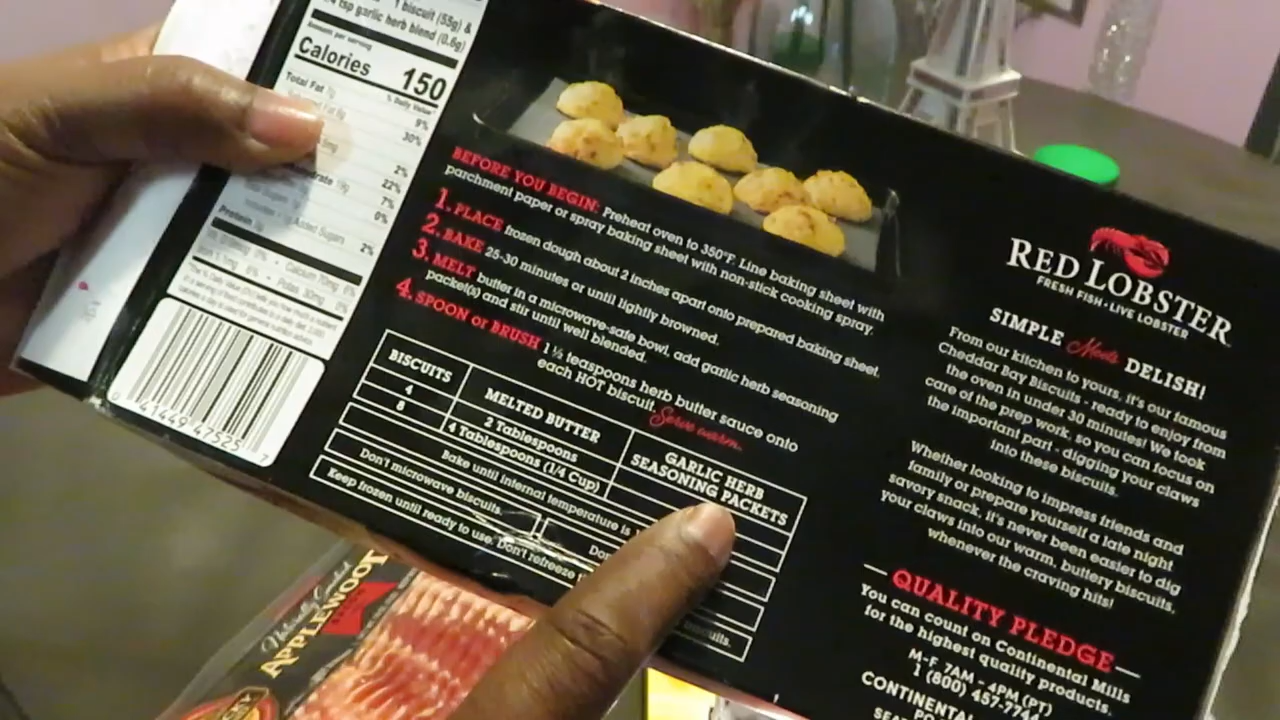 1 biscuit (55g) &
tsp garlic herb blend (0.6g)
Amount per serving
Calories 150
% Daily Value
Total Fat
9%
30%
2%
22%
7%
0%
Added Sugars
Protein
2%
41449 47525 7
BEFORE YOU BEGIN: Preheat oven to 350°F. Line baking sheet with
parchment paper or spray baking sheet with non-stick cooking spray.
1. PLACE frozen dough about 2 inches apart onto prepared baking sheet.
2. BAKE 25-30 minutes or until lightly browned.
3. MELT butter in a microwave-safe bowl, add garlic herb seasoning
packet(s) and stir until well blended.
4. SPOON or BRUSH 1 ½ teaspoons herb butter sauce onto
each HOT biscuit. Serve warm.
BISCUITS MELTED BUTTER GARLIC HERB
SEASONING PACKETS
4 2 Tablespoons
8 4 Tablespoons (1/4 Cup)
Bake until internal temperature is
Don't microwave biscuits.
Keep frozen until ready to use. Don't refreeze
biscuits.
RED LOBSTER
FRESH FISH • LIVE LOBSTER
SIMPLE Meets DELISH!
From our kitchen to yours, it's our famous
Cheddar Bay Biscuits - ready to enjoy from
the oven in under 30 minutes! We took
care of the prep work, so you can focus on
the important part - digging your claws
into these biscuits.
Whether looking to impress friends and
family or prepare yourself a late night
savory snack, it's never been easier to dig
your claws into our warm, buttery biscuits,
whenever the craving hits!
QUALITY PLEDGE
You can count on Continental Mills
for the highest quality products.
M-F 7AM - 4PM (PT)
1 (800) 457-7744
CONTINENTAL
APPLEWOOD